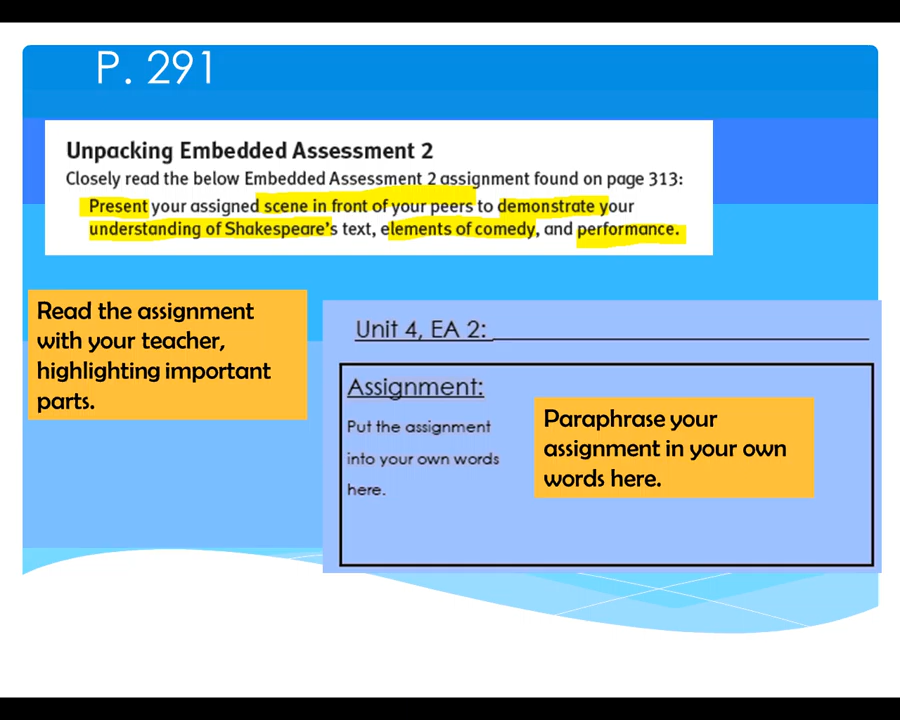 P. 291
Unpacking Embedded Assessment 2
Closely read the below Embedded Assessment 2 assignment found on page 313:
Present your assigned scene in front of your peers to demonstrate your
understanding of Shakespeare's text, elements of comedy, and performance.
Read the assignment
with your teacher,
highlighting important
parts.
Unit 4, EA 2:
Assignment:
Put the assignment
into your own words
here.
Paraphrase your
assignment in your own
words here.